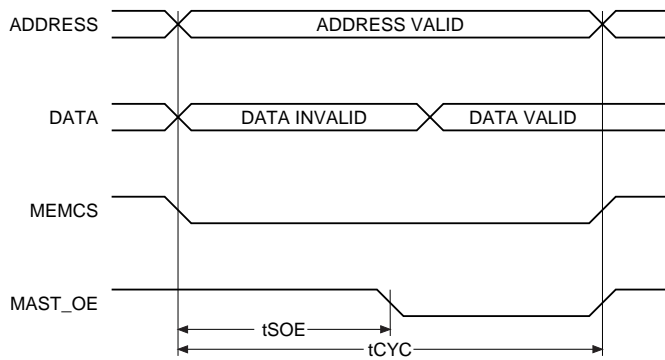 ADDRESS ADDRESS VALID
DATA DATA INVALID DATA VALID
MEMCS
MAST_OE
tSOE
tCYC